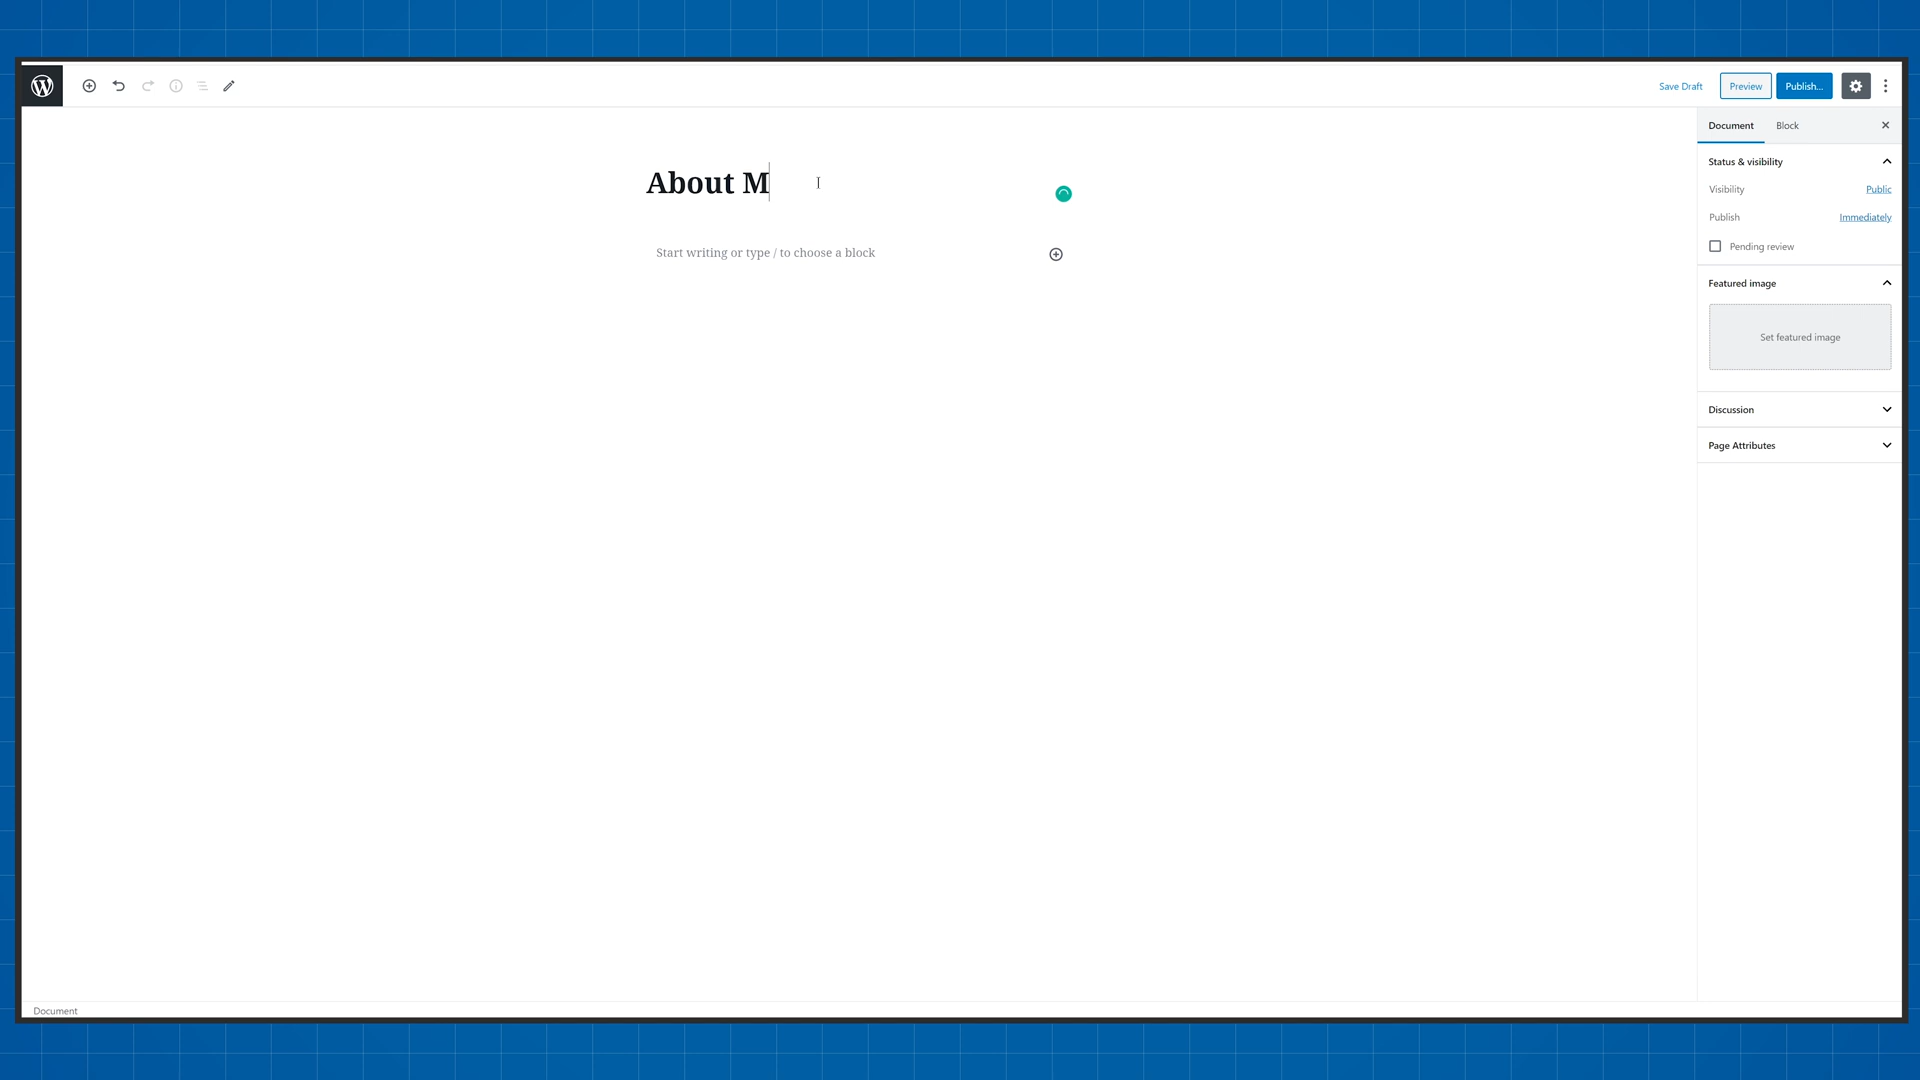 Save Draft
Preview
Publish...
Document
Block
About M
Status & visibility
Visibility
Public
Publish
Immediately
Pending review
Start writing or type / to choose a block
Featured image
Set featured image
Discussion
Page Attributes
Document